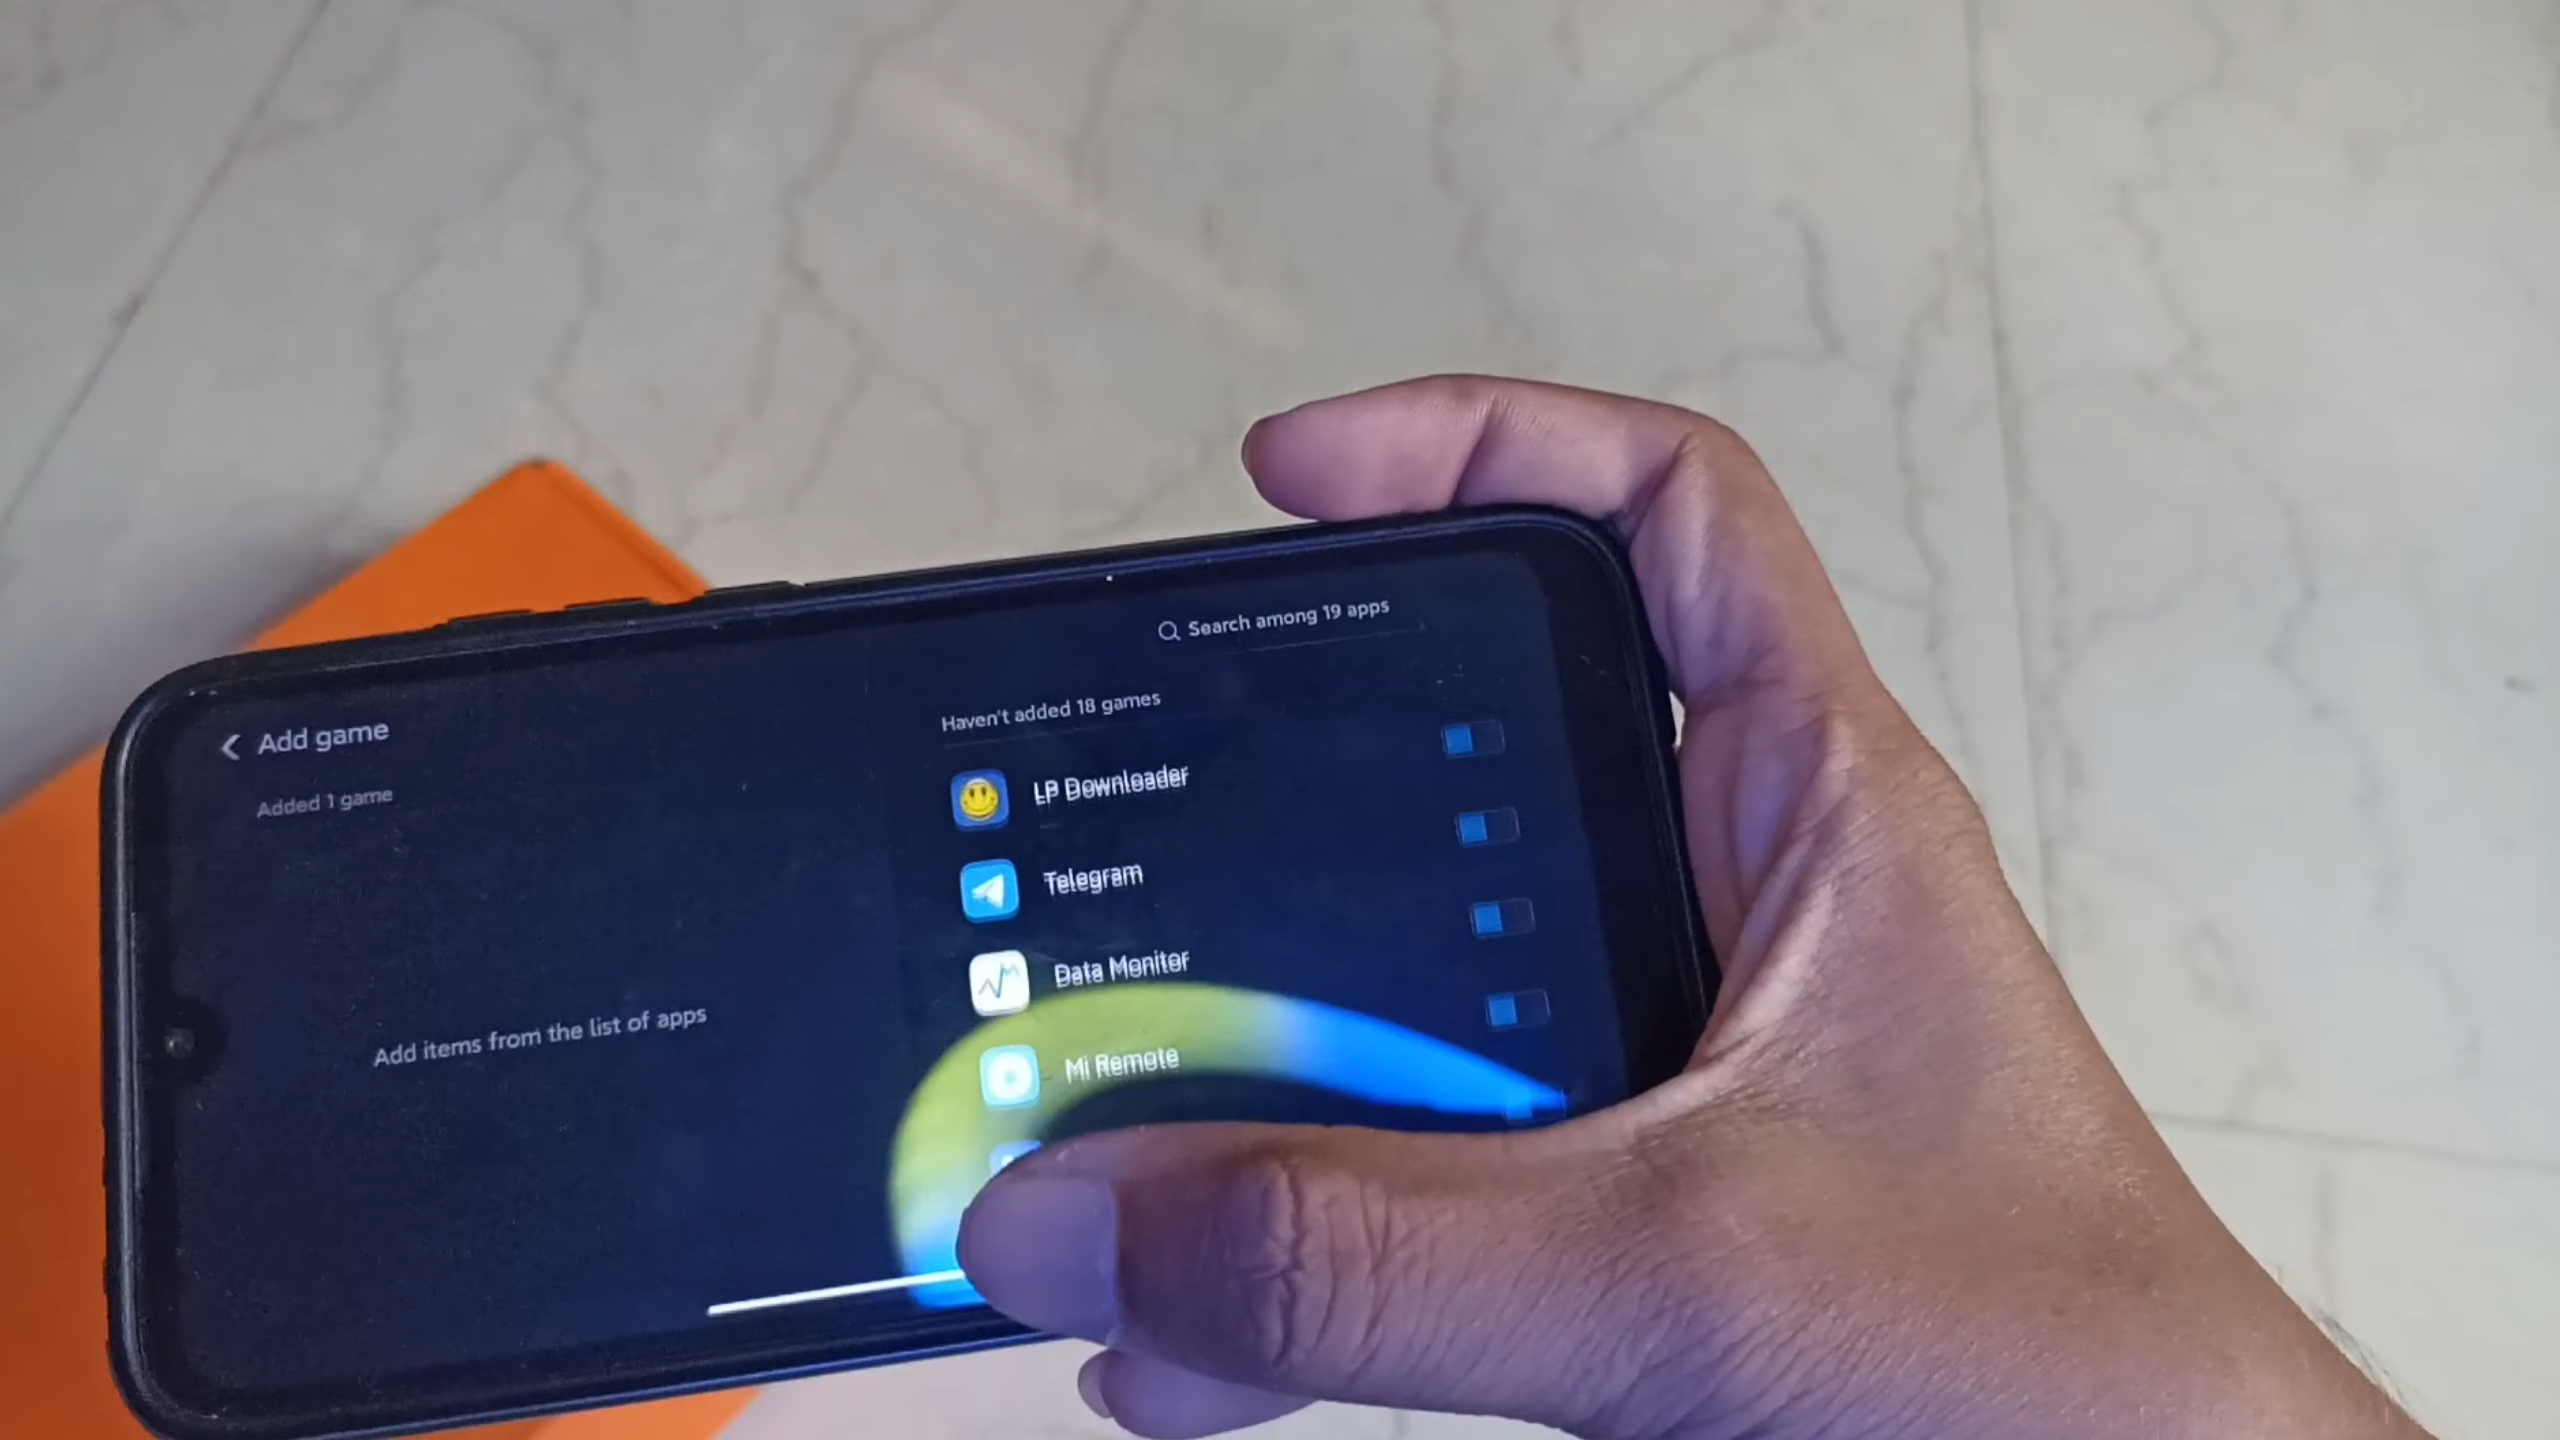 Search among 19 apps
Add game
Added 1 game
Add items from the list of apps
Haven't added 18 games
LP Downloader
Telegram
Data Monitor
Mi Remote